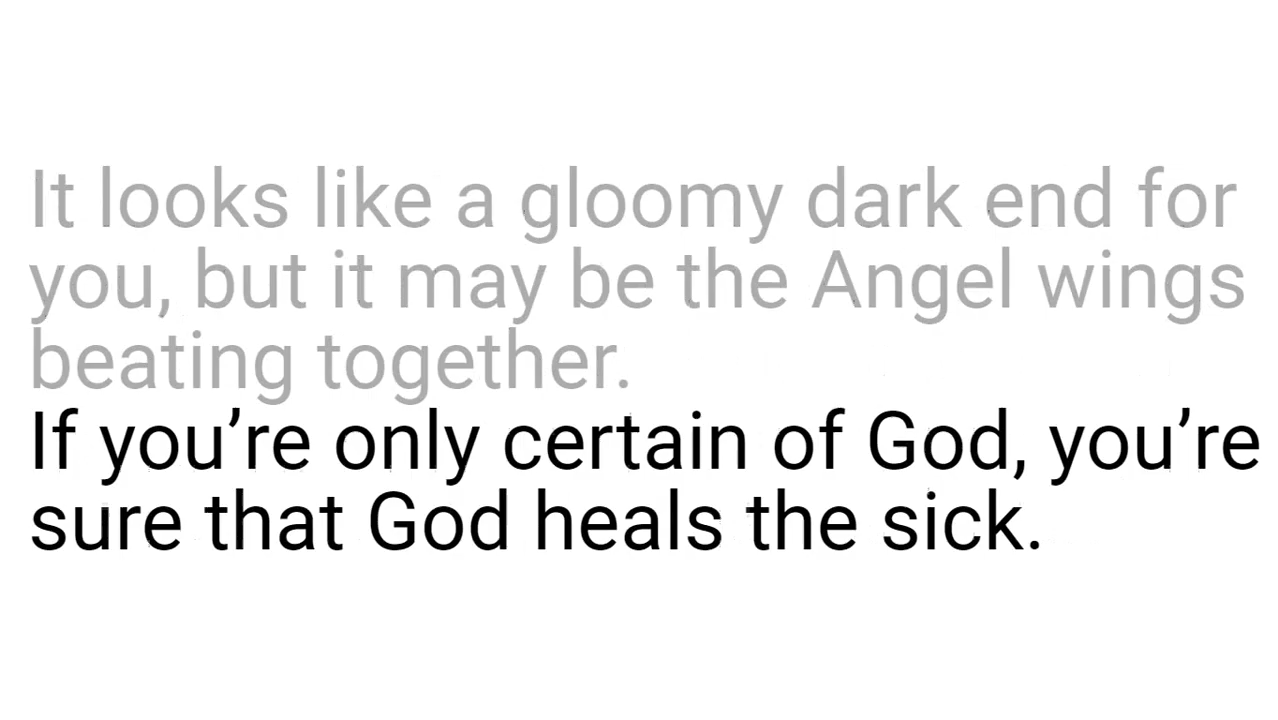 It looks like a gloomy dark end for
you, but it may be the Angel wings
beating together.
If you’re only certain of God, you’re
sure that God heals the sick.